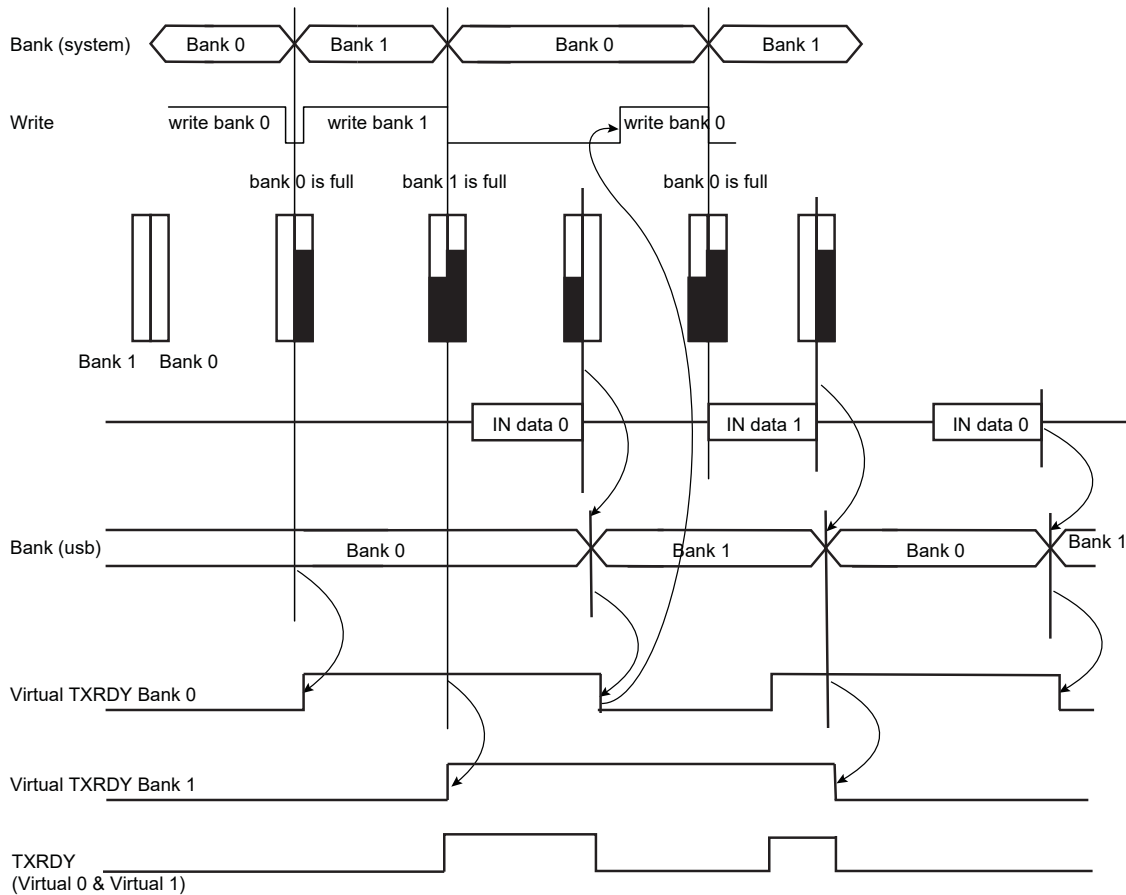 Bank (system)
Bank 0
Bank 1
Bank 0
Bank 1
Write
write bank 0
write bank 1
write bank 0
bank 0 is full
bank 1 is full
bank 0 is full
Bank 1
Bank 0
IN data 0
IN data 1
IN data 0
Bank (usb)
Bank 0
Bank 1
Bank 0
Bank 1
Virtual TXRDY Bank 0
Virtual TXRDY Bank 1
TXRDY
(Virtual 0 & Virtual 1)